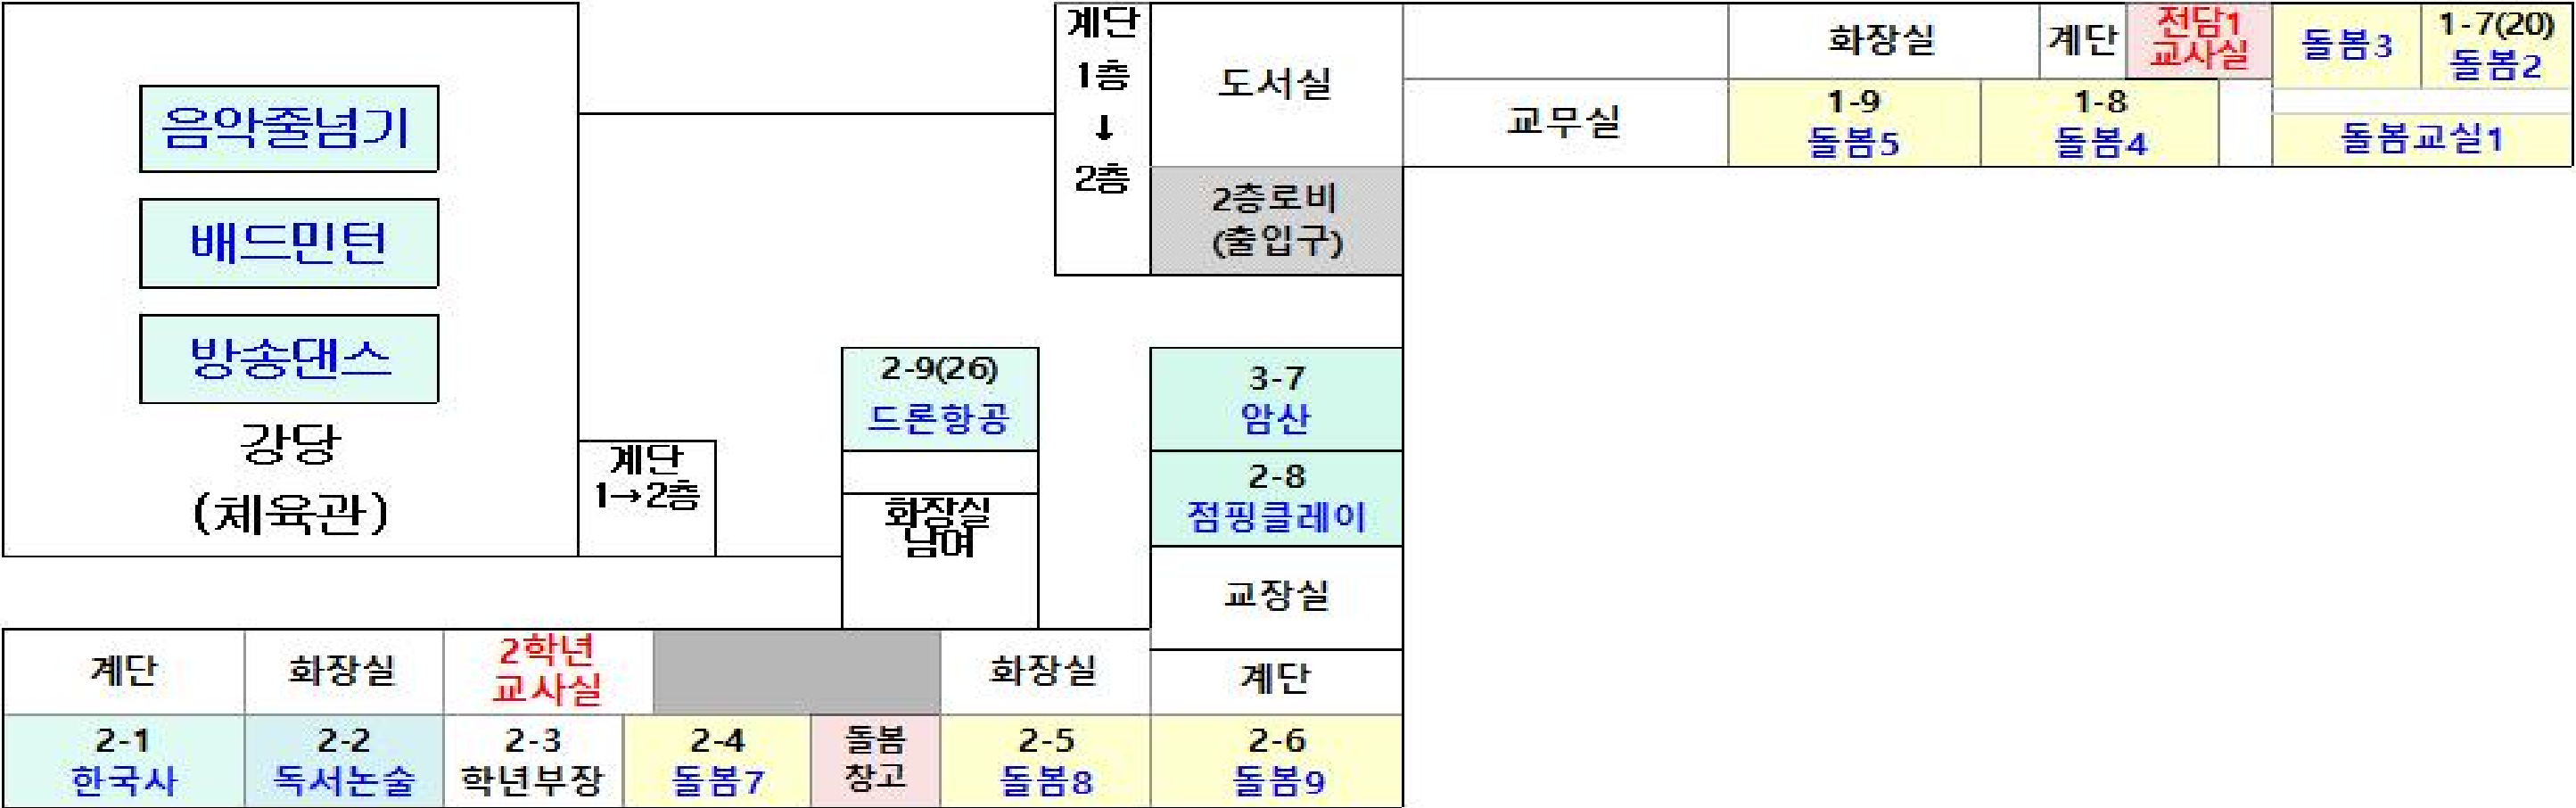 음악줄넘기
배드민턴
방송댄스
강당
(체육관)
계단
1→2층
계단
1층
↓
2층
도서실
2층로비
(출입구)
교무실
화장실
계단
전담1
교사실
돌봄3
1-7(20)
돌봄2
1-9
돌봄5
1-8
돌봄4
돌봄교실1
2-9(26)
드론항공
화장실
남여
3-7
암산
2-8
점핑클레이
교장실
계단
계단
화장실
2학년
교사실
화장실
2-1
한국사
2-2
독서논술
2-3
학년부장
2-4
돌봄7
돌봄
창고
2-5
돌봄8
2-6
돌봄9